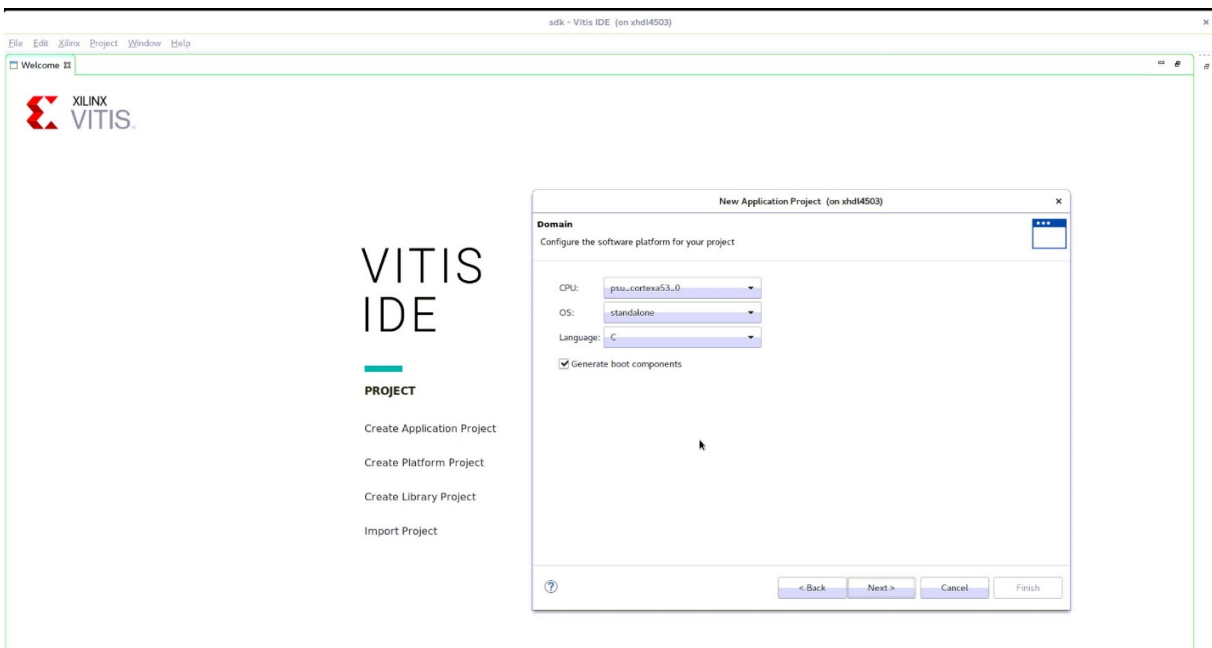 sdk - Vitis IDE (on xhdl4503)
File Edit Xilinx Project Window Help
Welcome
XILINX
VITIS
New Application Project (on xhdl4503)
Domain
Configure the software platform for your project
VITIS
IDE
CPU: psu_cortexa53_0
OS: standalone
Language: C
Generate boot components
PROJECT
Create Application Project
Create Platform Project
Create Library Project
Import Project
< Back Next > Cancel Finish